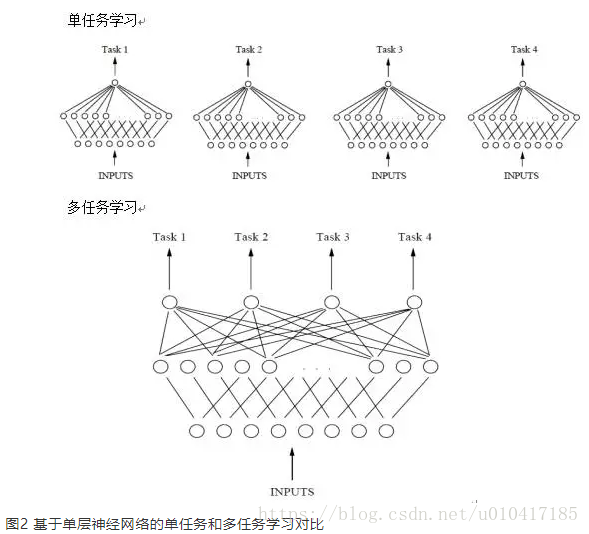 单任务学习
Task 1 Task 2 Task 3 Task 4
INPUTS INPUTS INPUTS INPUTS
多任务学习
Task 1 Task 2 Task 3 Task 4
INPUTS
https://blog.csdn.net/u010417185
图2 基于单层神经网络的单任务和多任务学习对比